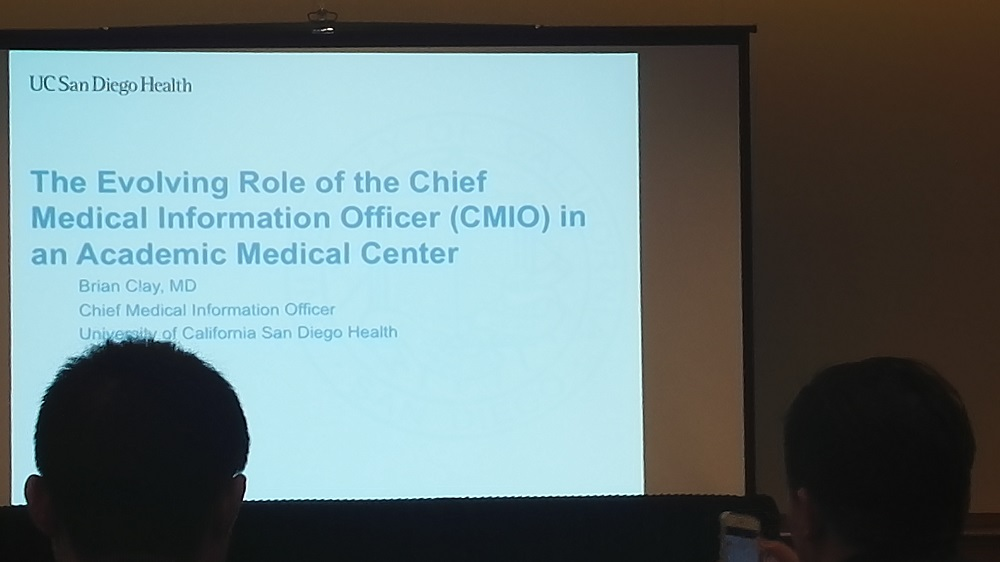 UC San Diego Health
The Evolving Role of the Chief
Medical Information Officer (CMIO) in
an Academic Medical Center
Brian Clay, MD
Chief Medical Information Officer
University of California San Diego Health